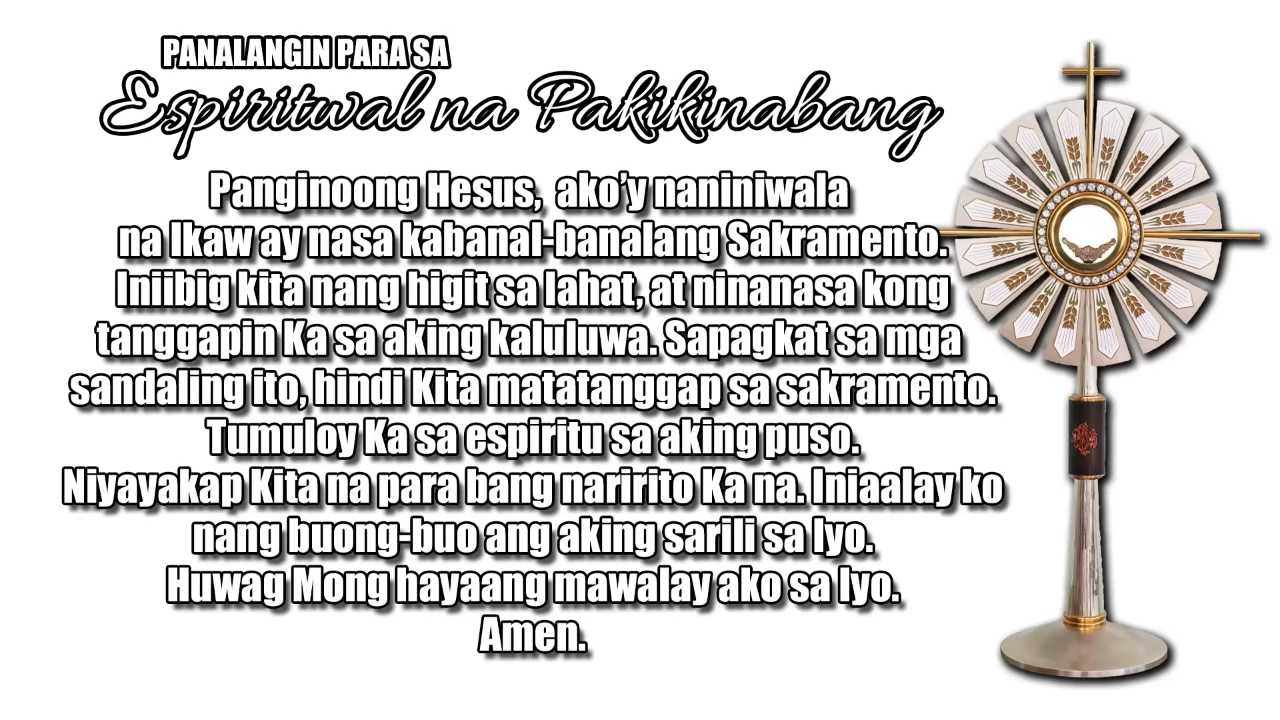 PANALANGIN PARA SA
Espiritwal na Pakikinabang
Panginoong Hesus, ako'y naniniwala
na Ikaw ay nasa kabanal-banalang Sakramento.
Iniibig kita nang higit sa lahat, at ninanasa kong
tanggapin Ka sa aking kaluluwa. Sapagkat sa mga
sandaling ito, hindi Kita matatanggap sa sakramento.
Tumuloy Ka sa espiritu sa aking puso.
Niyayakap Kita na para bang naririto Ka na. Iniaalay ko
nang buong-buo ang aking sarili sa Iyo.
Huwag Mong hayaang mawalay ako sa Iyo.
Amen.